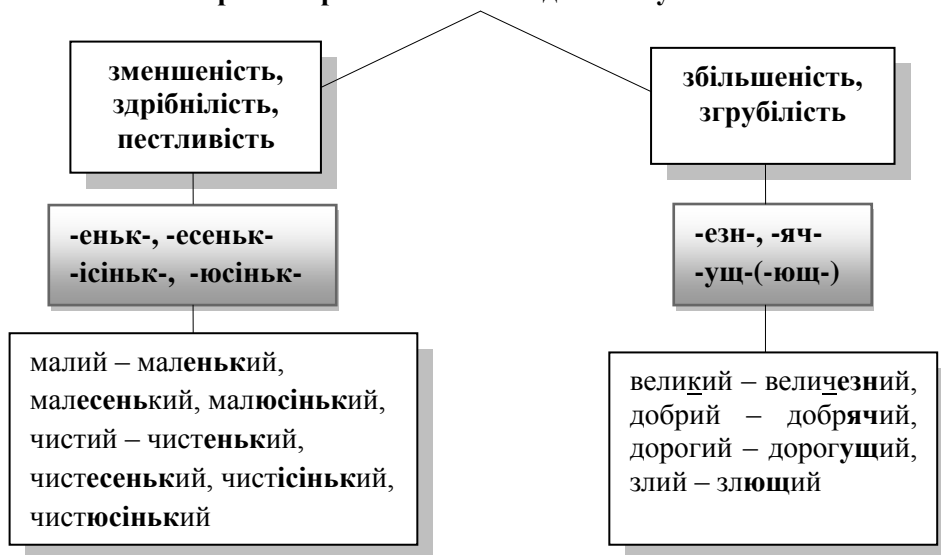 зменшеність,
здрібнілість,
пестливість
збільшеність,
згрубілість
-еньк-, -есеньк-
-ісіньк-, -юсіньк-
-езн-, -яч-
-ущ-(-ющ-)
малий – маленький,
малесенький, малюсінький,
чистий – чистенький,
чистесенький, чистісінький,
чистюсінький
великий – величезний,
добрий – добрячий,
дорогий – дорогущий,
злий – злющий